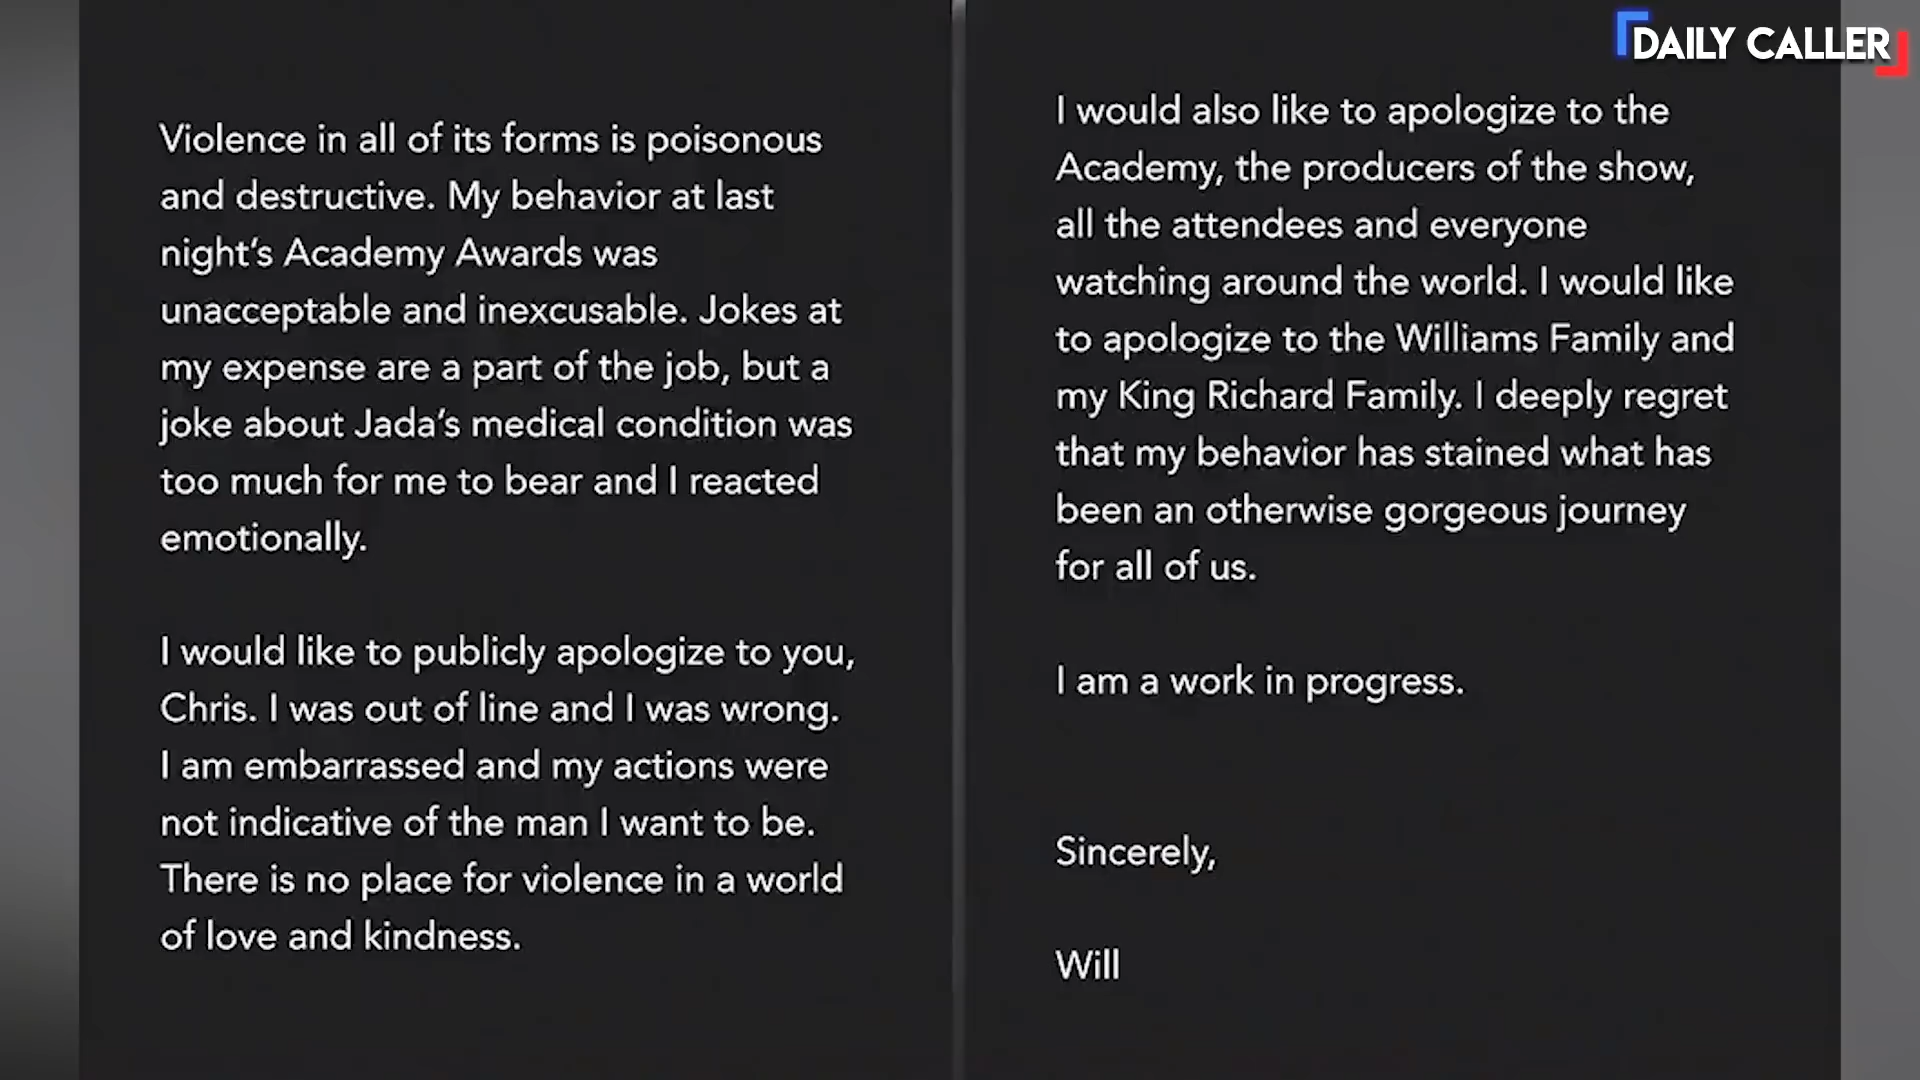 DAILY CALLER
Violence in all of its forms is poisonous
and destructive. My behavior at last
night's Academy Awards was
unacceptable and inexcusable. Jokes at
my expense are a part of the job, but a
joke about Jada's medical condition was
too much for me to bear and I reacted
emotionally.
I would like to publicly apologize to you,
Chris. I was out of line and I was wrong.
I am embarrassed and my actions were
not indicative of the man I want to be.
There is no place for violence in a world
of love and kindness.
I would also like to apologize to the
Academy, the producers of the show,
all the attendees and everyone
watching around the world. I would like
to apologize to the Williams Family and
my King Richard Family. I deeply regret
that my behavior has stained what has
been an otherwise gorgeous journey
for all of us.
I am a work in progress.
Sincerely,
Will